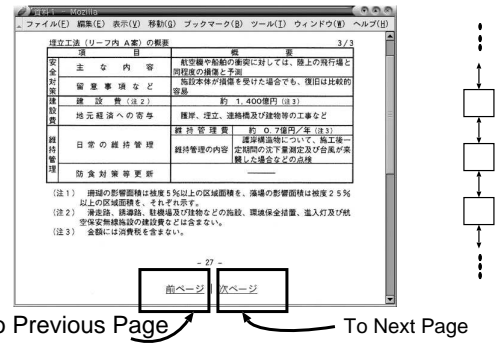 資料1 - Mozilla
ファイル(F) 編集(E) 表示(V) 移動(G) ブックマーク(B) ツール(T) ウィンドウ(W) ヘルプ(H)
埋立工法(リーフ内 A案)の概要 3/3
項 目 概 要
安全対策 主な内容 航空機や船舶の衝突に対しては、陸上の飛行場と
同程度の損傷と予測
留意事項など 施設本体が損傷を受けた場合でも、復旧は比較的
容易
建設費 建設費(注2) 約 1,400億円(注3)
地元経済への寄与 護岸、埋立、連絡橋及び建物等の工事など
維持管理 日常の維持管理 維持管理費 約 0.7億円/年(注3)
維持管理の内容 護岸構造物について、施工後一
定期間の沈下量測定及び台風が来
襲した場合などの点検
防食対策等更新
(注1) 珊瑚の影響面積は被度5%以上の区域面積を、藻場の影響面積は被度25%
以上の区域面積を、それぞれ示す。
(注2) 滑走路、誘導路、駐機場及び建物などの施設、環境保全措置、進入灯及び航
空保安無線施設の建設費などは含まない。
(注3) 金額には消費税を含まない。
- 27 -
前ページ | 次ページ
o Previous Page To Next Page